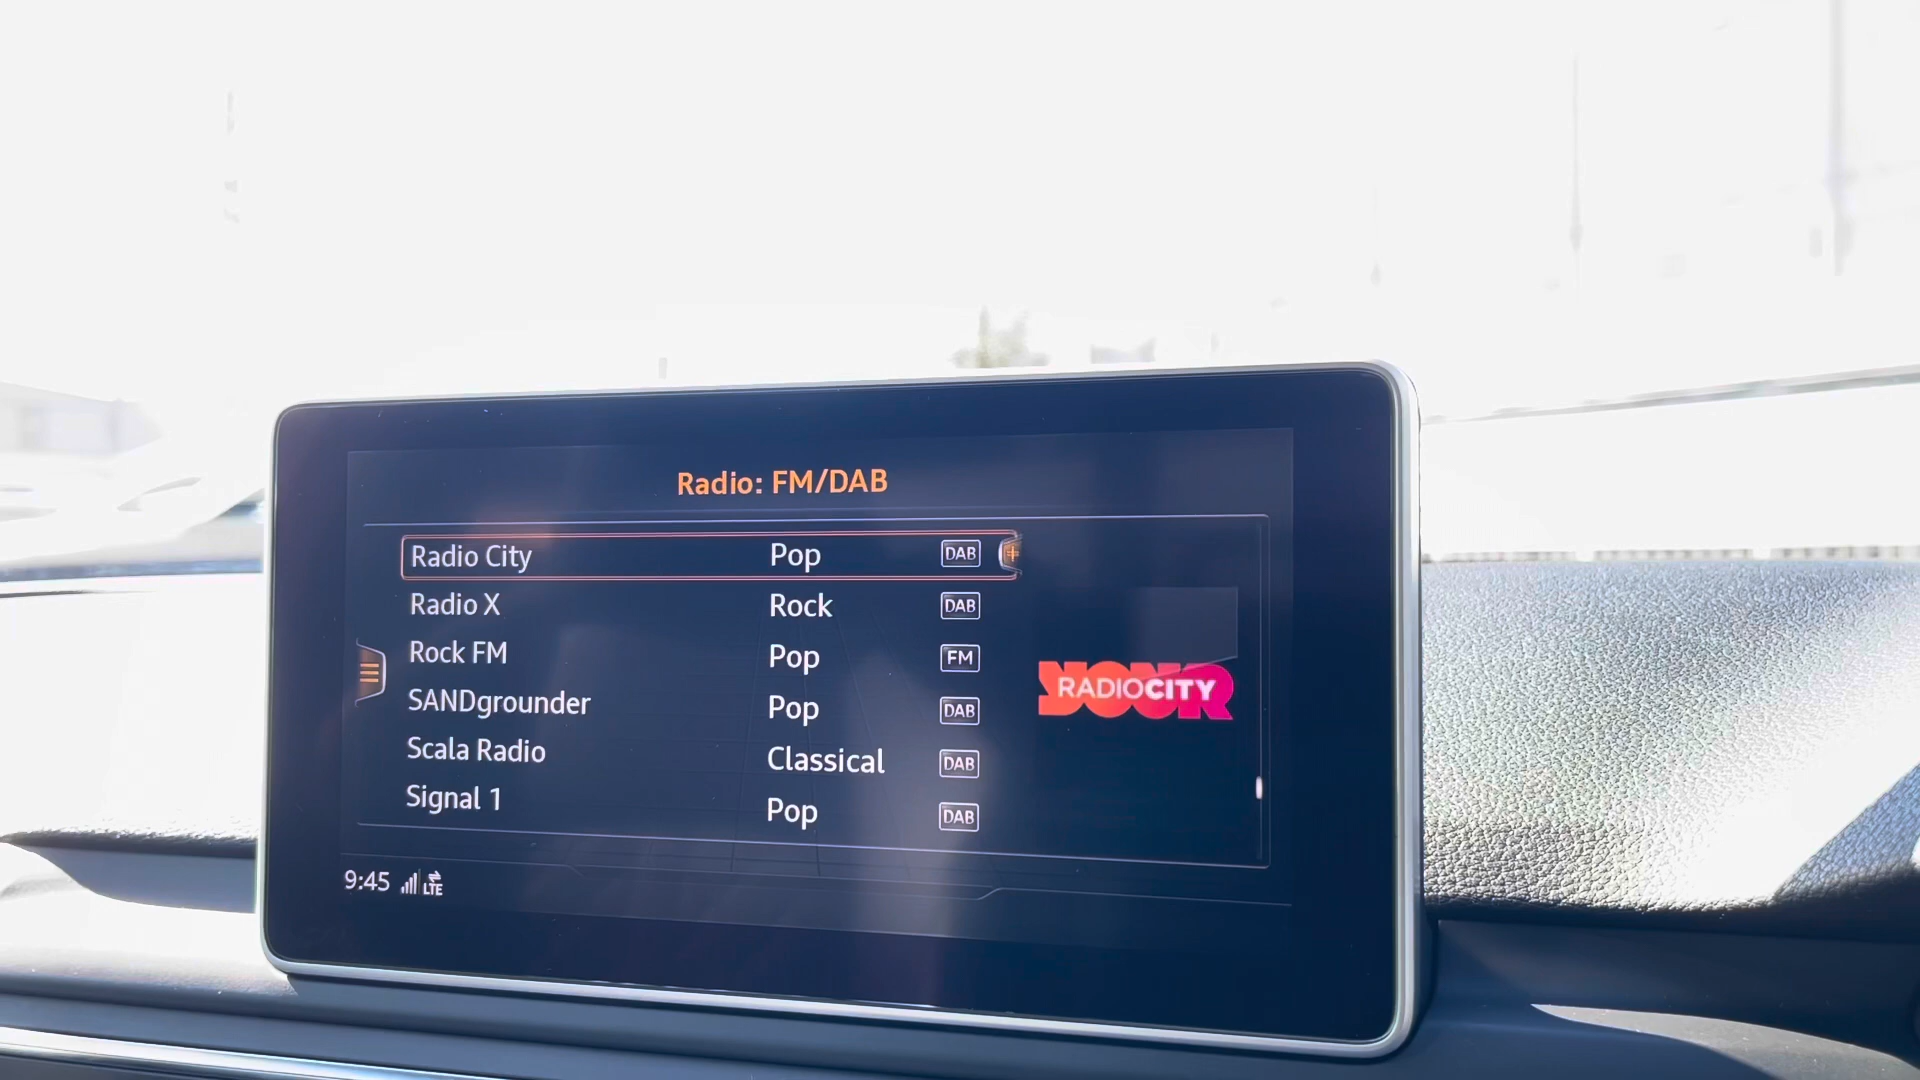 Radio: FM/DAB
Radio City Pop DAB
Radio X Rock DAB
Rock FM Pop FM
SANDgrounder Pop DAB
Scala Radio Classical DAB
Signal 1 Pop DAB
RADIOCITY
9:45 LTE